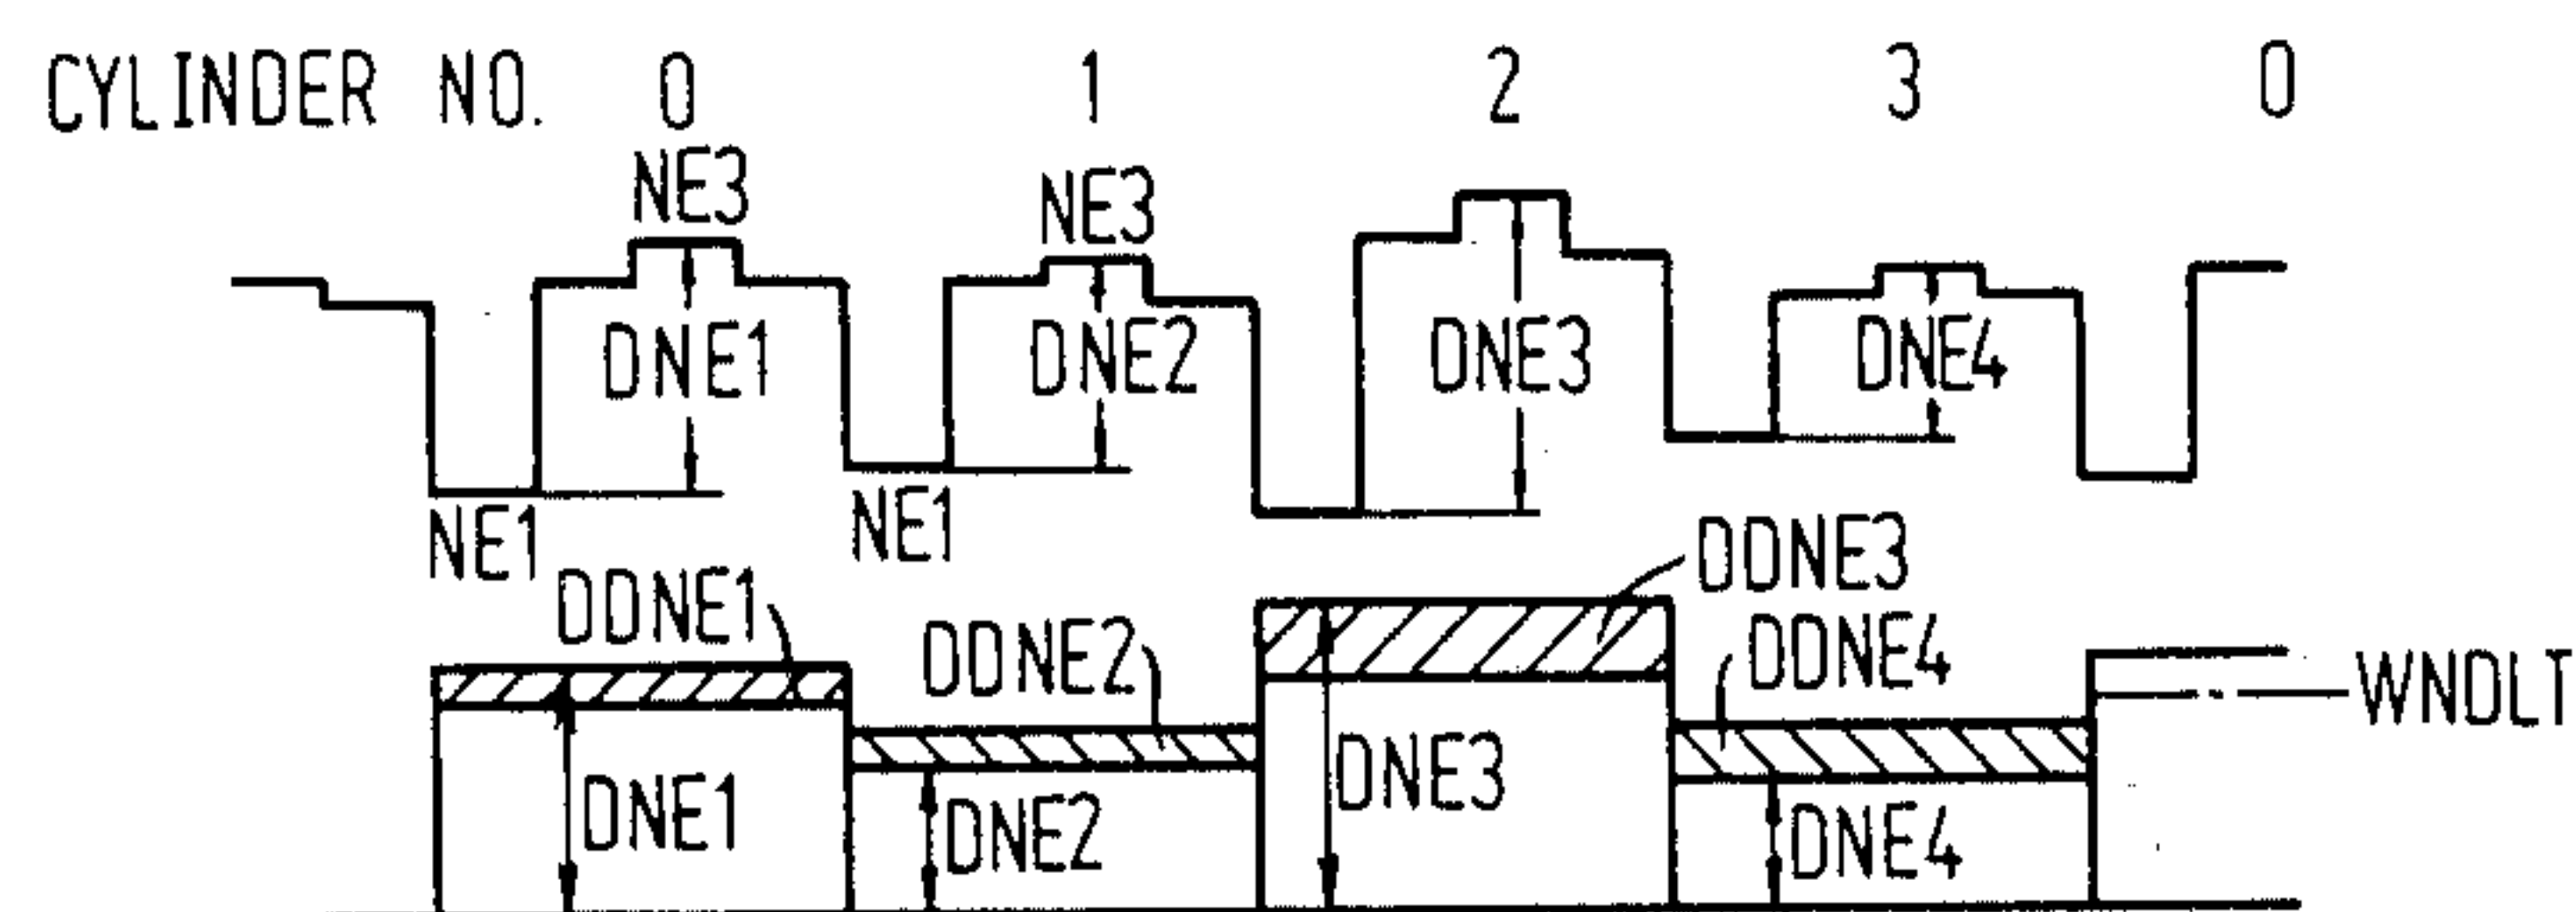 CYLINDER NO. 0 1 2 3 0
NE3 NE3
DNE1 DNE2 DNE3 DNE4
NE1 NE1
DDNE1 DDNE2 DDNE3
DDNE4
WNOLT
DNE1 DNE2 DNE3 DNE4